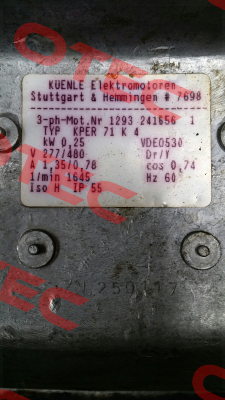 KUENLE Elektromotoren
Stuttgart & Hemmingen # 7698
3-ph-Mot.Nr 1293 241656 1
TYP KPER 71 K 4
kW 0,25 VDE0530
V 277/480 Dr/Y
A 1,35/0,78 cos 0,74
1/min 1645 Hz 60
Iso H IP 55